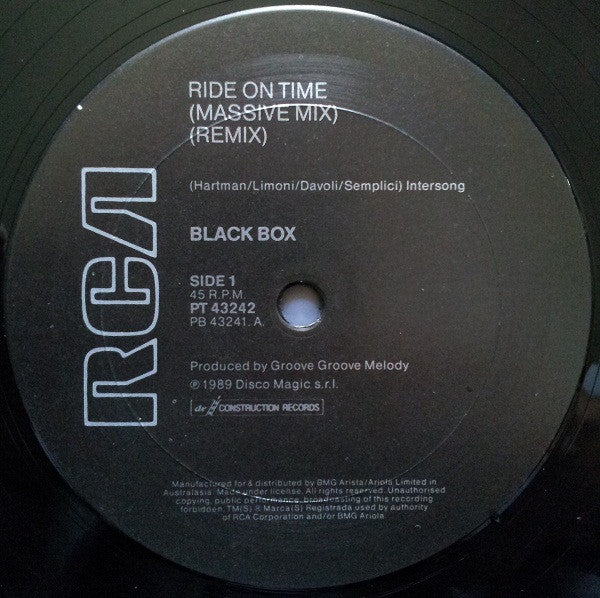 RIDE ON TIME
(MASSIVE MIX)
(REMIX)
(Hartman/Limoni/Davoli/Semplici) Intersong
BLACK BOX
SIDE 1
45 R.P.M.
PT 43242
PB 43241. A.
RCA
Produced by Groove Groove Melody
℗ 1989 Disco Magic s.r.l.
de CONSTRUCTION RECORDS
Manufactured for & distributed by BMG Arista/Ariola Limited in
Australasia. Made under license. All rights reserved. Unauthorised
copying, public performance, broadcasting of this recording
forbidden. TM(S) ® Marca(S) Registrada used by authority
of RCA Corporation and/or BMG Ariola.